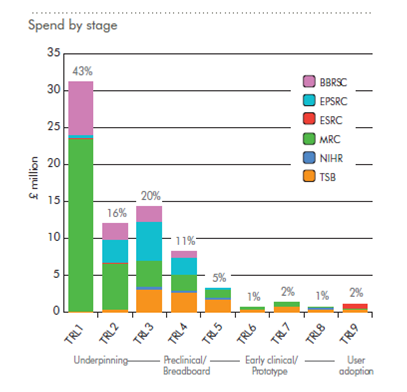 Spend by stage
35
30
25
20
15
10
5
0
£ million
43%
16%
20%
11%
5%
1%
2%
1%
2%
BBRSC
EPSRC
ESRC
MRC
NIHR
TSB
TRL1
TRL2
TRL3
TRL4
TRL5
TRL6
TRL7
TRL8
TRL9
Underpinning
Preclinical/
Breadboard
Early clinical/
Prototype
User
adoption